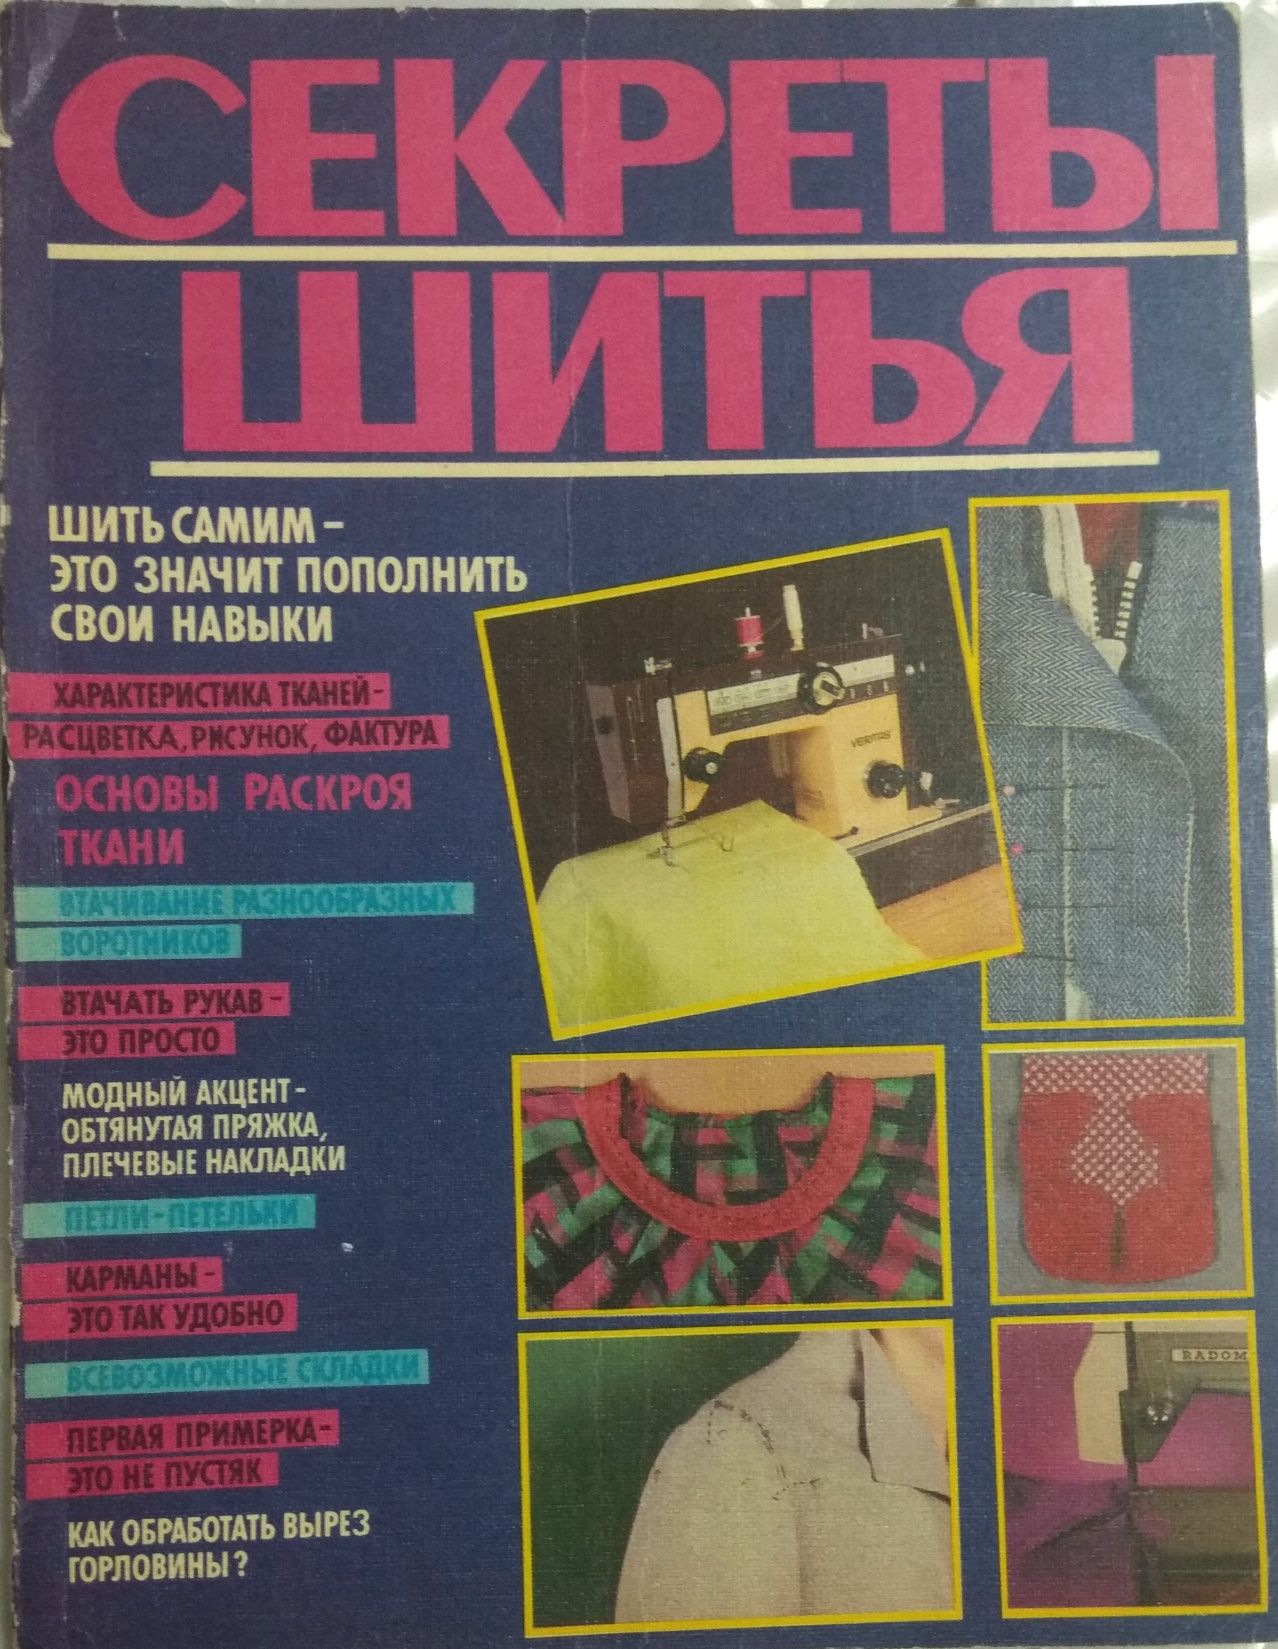 СЕКРЕТЫ
ШИТЬЯ
ШИТЬ САМИМ –
ЭТО ЗНАЧИТ ПОПОЛНИТЬ
СВОИ НАВЫКИ
ХАРАКТЕРИСТИКА ТКАНЕЙ –
РАСЦВЕТКА, РИСУНОК, ФАКТУРА
ОСНОВЫ РАСКРОЯ
ТКАНИ
ВТАЧИВАНИЕ РАЗНООБРАЗНЫХ
ВОРОТНИКОВ
ВТАЧАТЬ РУКАВ –
ЭТО ПРОСТО
МОДНЫЙ АКЦЕНТ –
ОБТЯНУТАЯ ПРЯЖКА,
ПЛЕЧЕВЫЕ НАКЛАДКИ
ПЕТЛИ-ПЕТЕЛЬКИ
КАРМАНЫ –
ЭТО ТАК УДОБНО
ВСЕВОЗМОЖНЫЕ СКЛАДКИ
ПЕРВАЯ ПРИМЕРКА –
ЭТО НЕ ПУСТЯК
КАК ОБРАБОТАТЬ ВЫРЕЗ
ГОРЛОВИНЫ?
VERITAS
RADOM